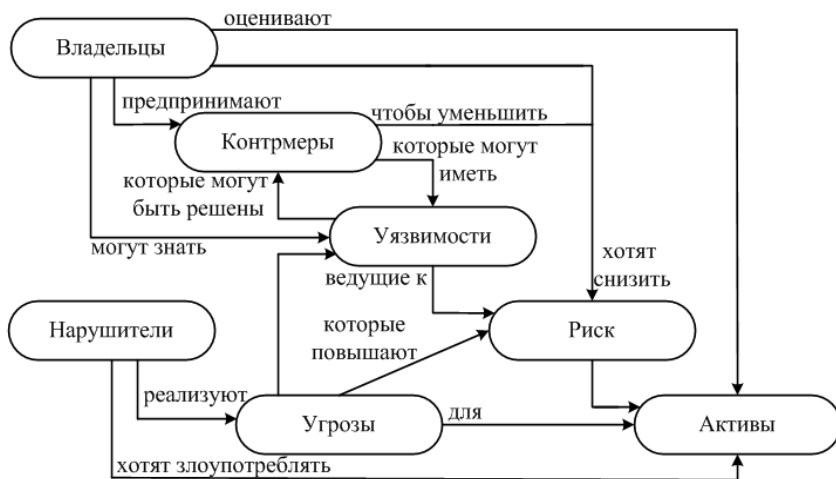 оценивают
Владельцы
предпринимают
чтобы уменьшить
Контрмеры
которые могут
иметь
которые могут
быть решены
Уязвимости
могут знать
ведущие к
хотят
снизить
Нарушители
которые
повышают
Риск
реализуют
Угрозы
для
Активы
хотят злоупотреблять